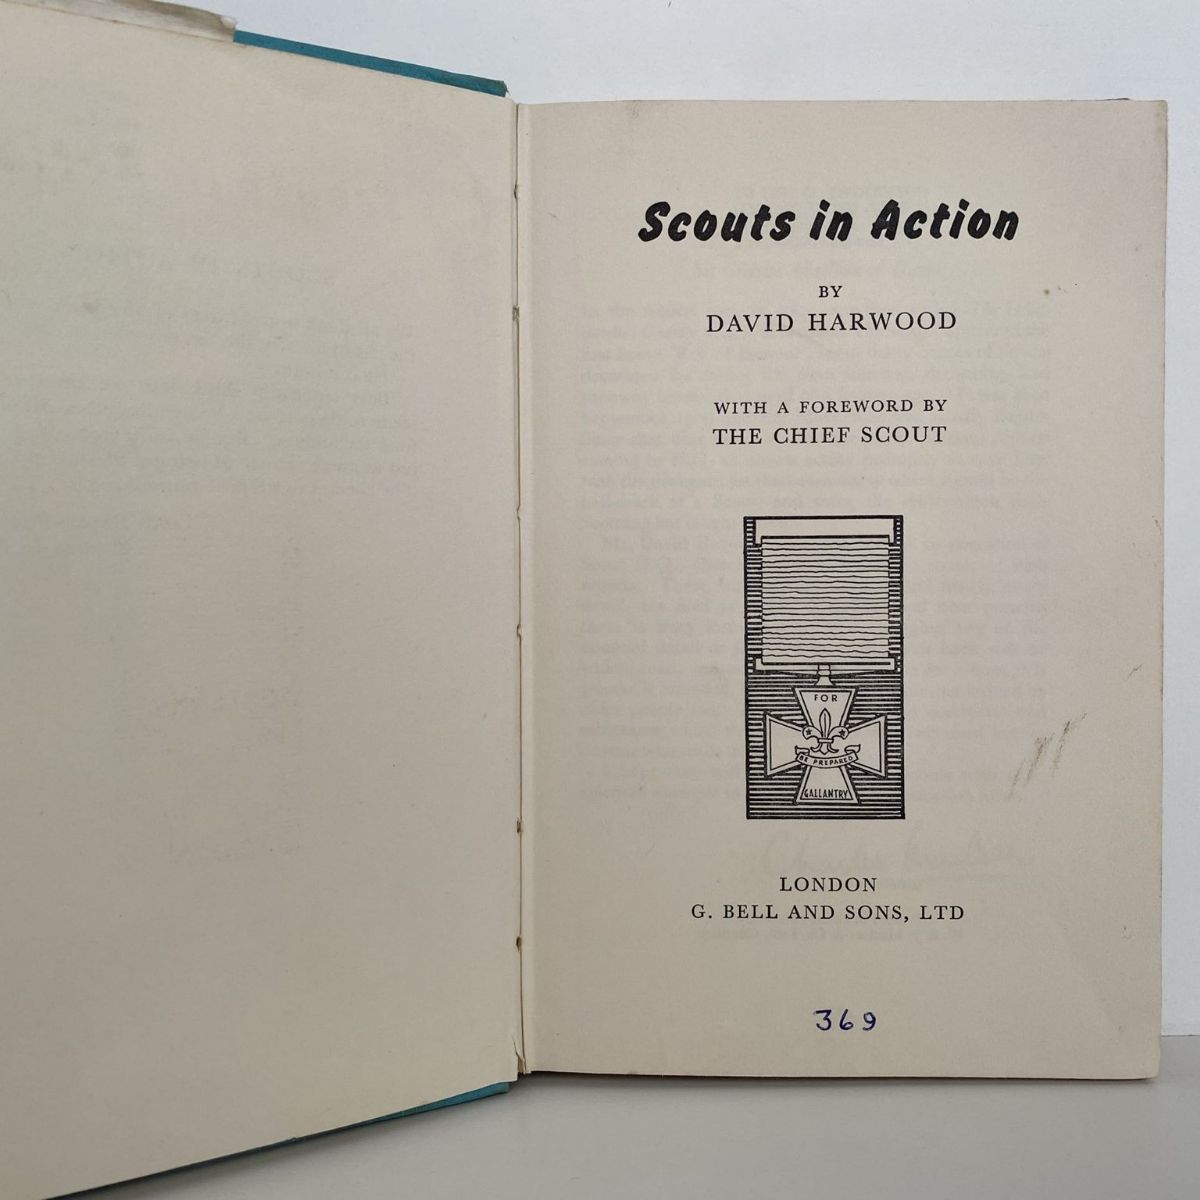 Scouts in Action
BY
DAVID HARWOOD
WITH A FOREWORD BY
THE CHIEF SCOUT
FOR
BE PREPARED
GALLANTRY
LONDON
G. BELL AND SONS, LTD
369